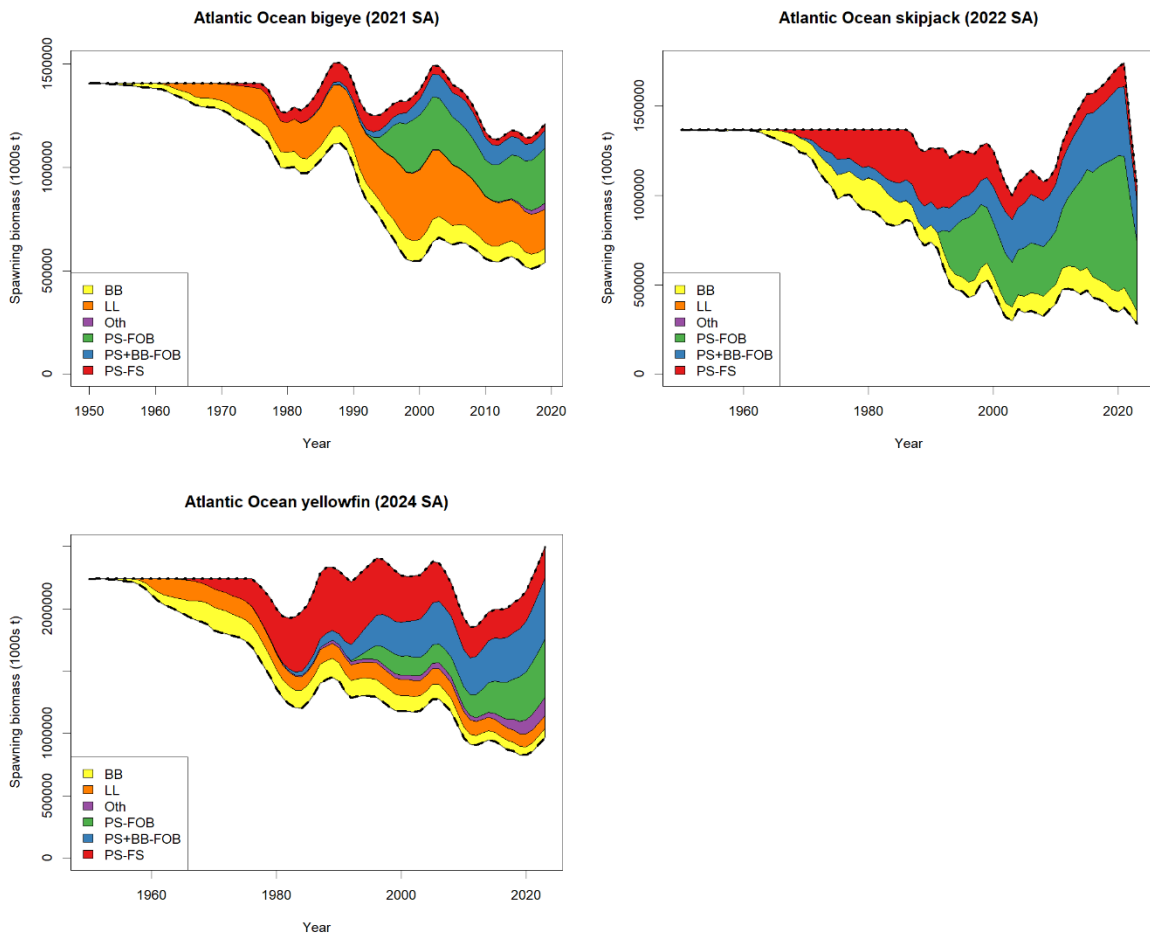 Atlantic Ocean bigeye (2021 SA)
Spawning biomass (1000s t)
1500000
1000000
500000
0
BB
LL
Oth
PS-FOB
PS+BB-FOB
PS-FS
1950 1960 1970 1980 1990 2000 2010 2020
Year
Atlantic Ocean skipjack (2022 SA)
Spawning biomass (1000s t)
1500000
1000000
500000
0
BB
LL
Oth
PS-FOB
PS+BB-FOB
PS-FS
1960 1980 2000 2020
Year
Atlantic Ocean yellowfin (2024 SA)
Spawning biomass (1000s t)
2000000
1000000
500000
0
BB
LL
Oth
PS-FOB
PS+BB-FOB
PS-FS
1960 1980 2000 2020
Year